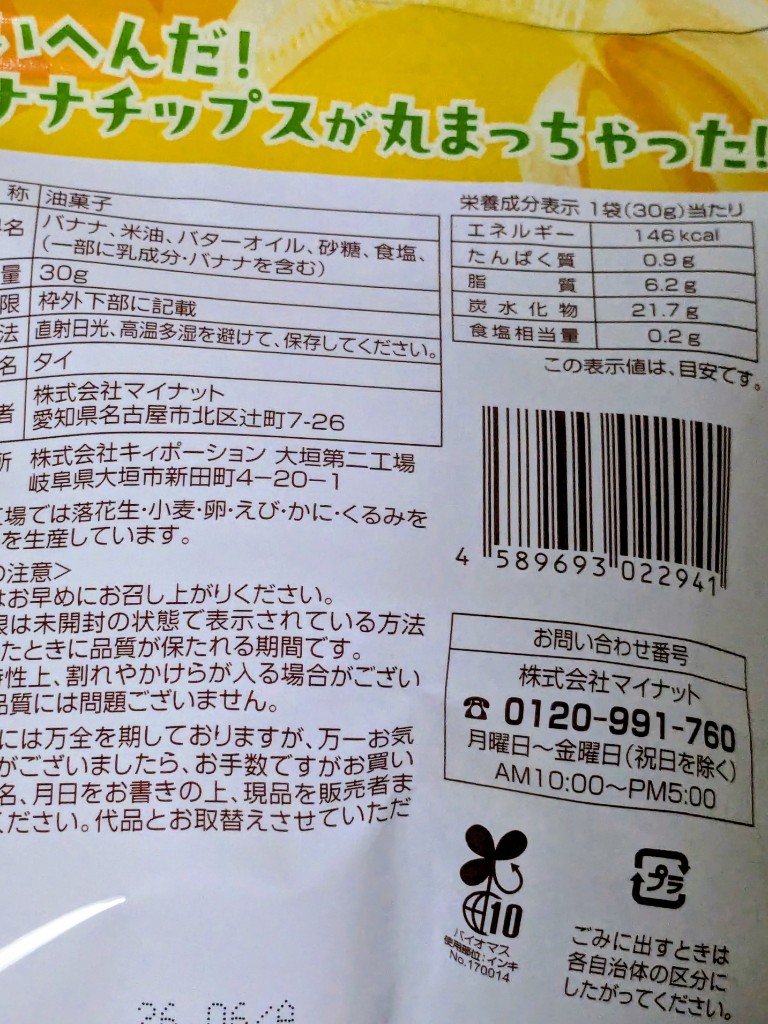 いへんだ!
ナナチップスが丸まっちゃった!
称 油菓子
名 バナナ、米油、バターオイル、砂糖、食塩、
(一部に乳成分・バナナを含む)
量 30g
限 枠外下部に記載
法 直射日光、高温多湿を避けて、保存してください。
名 タイ
者 株式会社マイナット
愛知県名古屋市北区辻町7-26
所 株式会社キィポーション 大垣第二工場
岐阜県大垣市新田町4-20-1
工場では落花生・小麦・卵・えび・かに・くるみを
を生産しています。
の注意>
はお早めにお召し上がりください。
限は未開封の状態で表示されている方法
たときに品質が保たれる期間です。
特性上、割れやかけらが入る場合がござい
品質には問題ございません。
には万全を期しておりますが、万一お気
がございましたら、お手数ですがお買い
名、月日をお書きの上、現品を販売者ま
ください。代品とお取替えさせていただ
栄養成分表示 1袋(30g)当たり
エネルギー 146kcal
たんぱく質 0.9g
脂質 6.2g
炭水化物 21.7g
食塩相当量 0.2g
この表示値は、目安です。
4 589693 022941
お問い合わせ番号
株式会社マイナット
☎ 0120-991-760
月曜日〜金曜日(祝日を除く)
AM10:00〜PM5:00
10
バイオマス
使用部位:インキ
No.170014
プラ
ごみに出すときは
各自治体の区分に
したがってください。